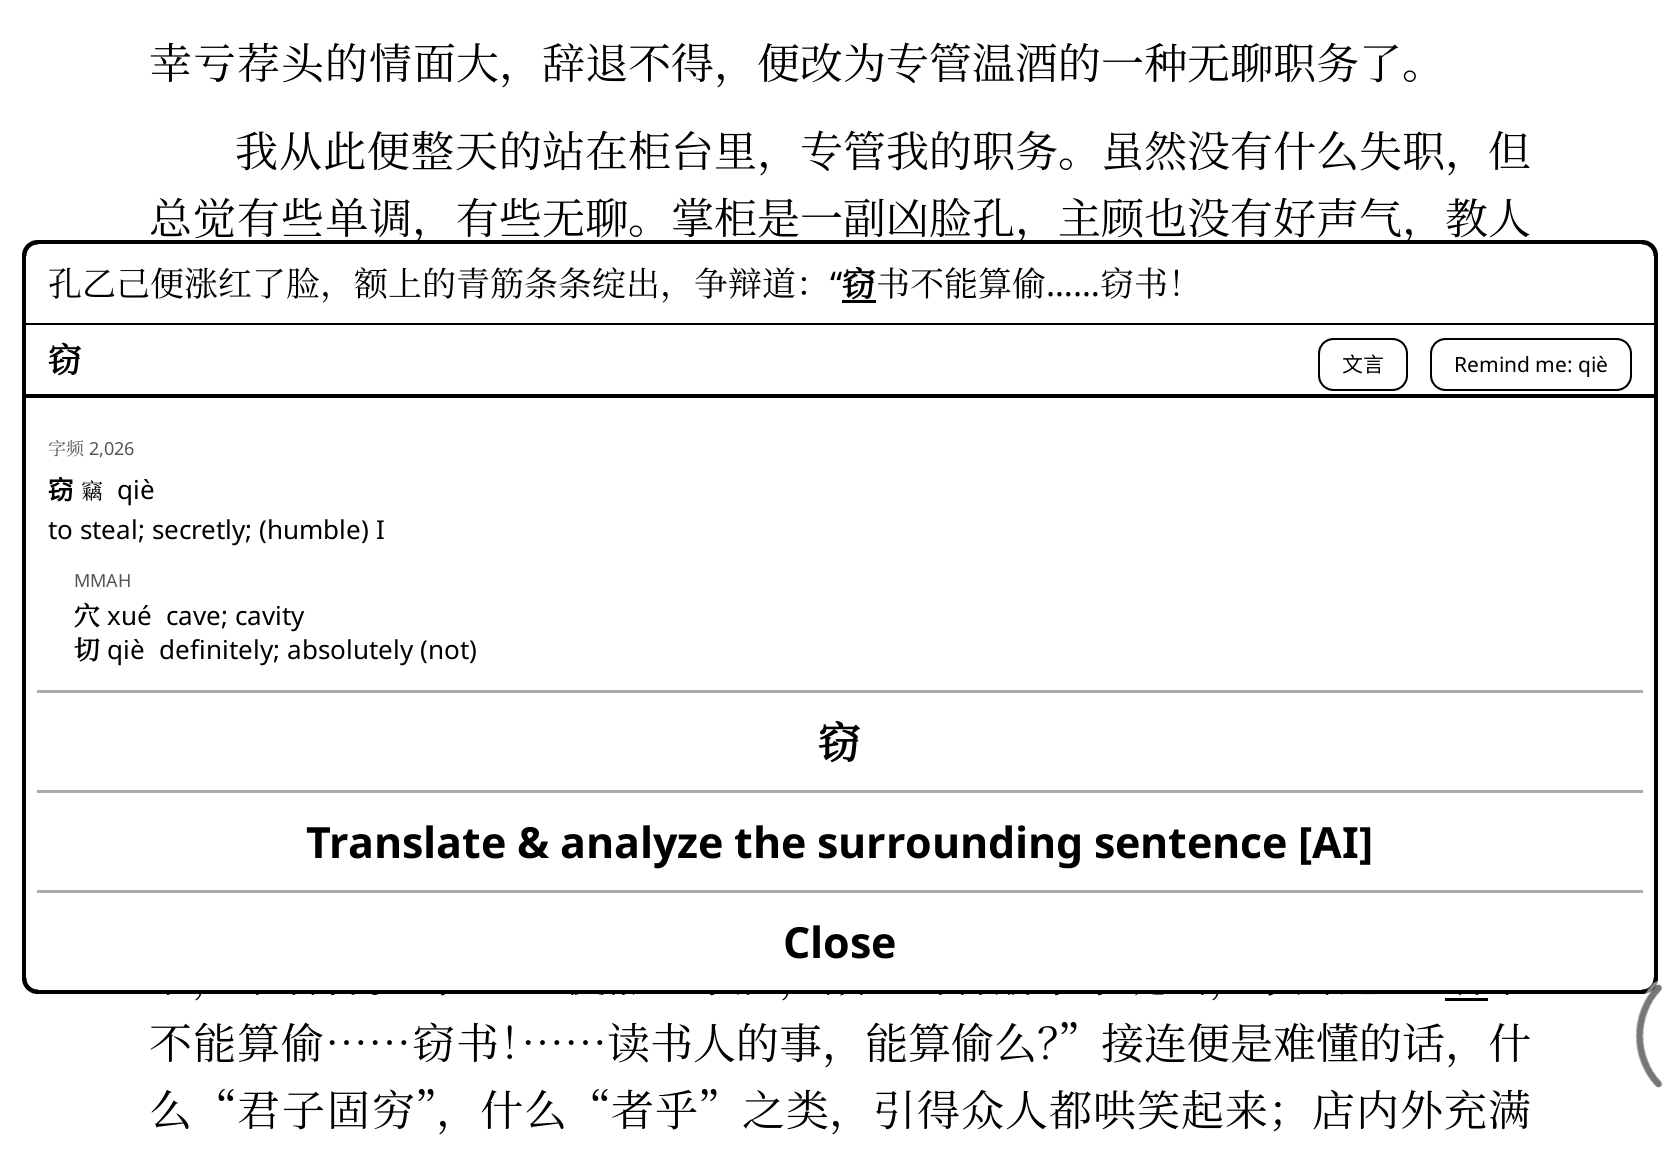 幸亏荐头的情面大，辞退不得，便改为专管温酒的一种无聊职务了。
我从此便整天的站在柜台里，专管我的职务。虽然没有什么失职，但
总觉有些单调，有些无聊。掌柜是一副凶脸孔，主顾也没有好声气，教人
孔乙己便涨红了脸，额上的青筋条条绽出，争辩道：“窃书不能算偷……窃书！
窃
文言
Remind me: qiè
字频 2,026
窃 竊 qiè
to steal; secretly; (humble) I
MMAH
穴 xué cave; cavity
切 qiè definitely; absolutely (not)
窃
Translate & analyze the surrounding sentence [AI]
Close
不能算偷……窃书！……读书人的事，能算偷么？”接连便是难懂的话，什
么“君子固穷”，什么“者乎”之类，引得众人都哄笑起来；店内外充满